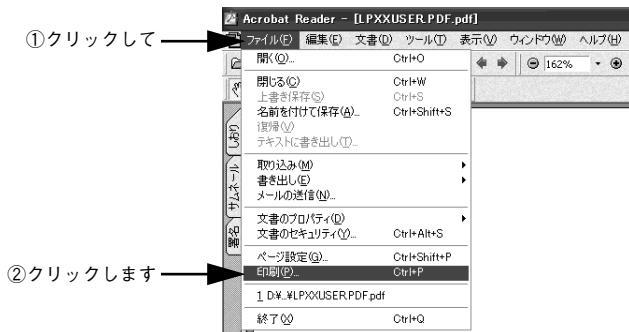 Acrobat Reader - [LPXXUSER.PDF.pdf]
①クリックして
ファイル(F) 編集(E) 文書(D) ツール(T) 表示(V) ウィンドウ(W) ヘルプ(H)
開く(O)... Ctrl+O
162%
閉じる(C) Ctrl+W
上書き保存(S) Ctrl+S
名前を付けて保存(A)... Ctrl+Shift+S
復帰(V)
テキストに書き出し(T)...
しおり
取り込み(M)
書き出し(E)
メールの送信(N)...
サムネール
文書のプロパティ(D)
文書のセキュリティ(Y)... Ctrl+Alt+S
署名
ページ設定(G)... Ctrl+Shift+P
②クリックします
印刷(P)... Ctrl+P
1 D:¥...¥LPXXUSER.PDF.pdf
終了(X) Ctrl+Q